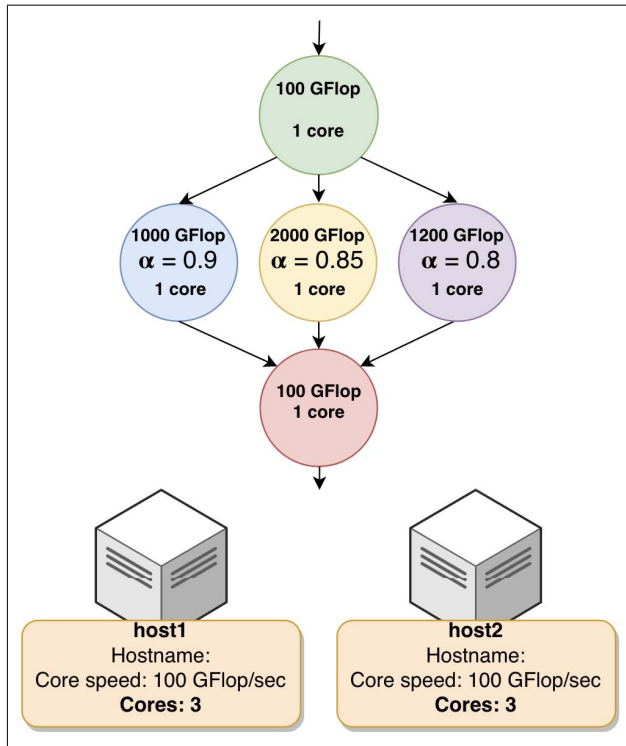 100 GFlop
1 core
1000 GFlop
α = 0.9
1 core
2000 GFlop
α = 0.85
1 core
1200 GFlop
α = 0.8
1 core
100 GFlop
1 core
host1
Hostname:
Core speed: 100 GFlop/sec
Cores: 3
host2
Hostname:
Core speed: 100 GFlop/sec
Cores: 3